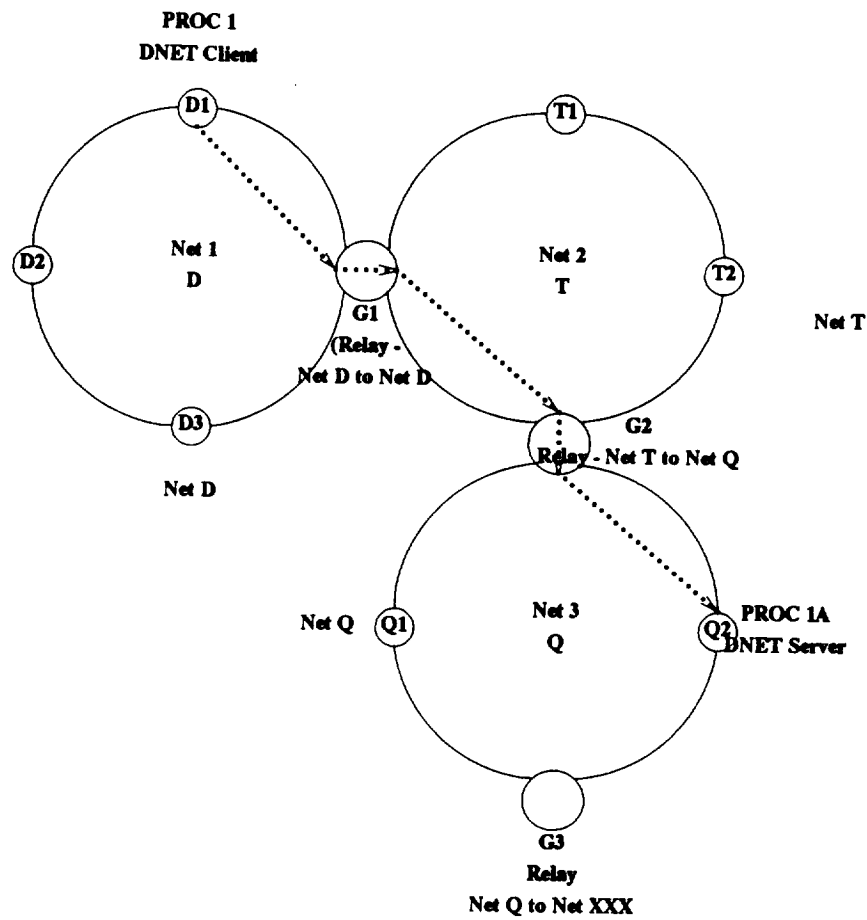 PROC 1
DNET Client
D1
T1
Net 1
D
D2
Net 2
T
T2
G1
(Relay -
Net D to Net D
Net T
D3
G2
Relay - Net T to Net Q
Net D
Net Q
Q1
Net 3
Q
Q2
PROC 1A
DNET Server
G3
Relay
Net Q to Net XXX